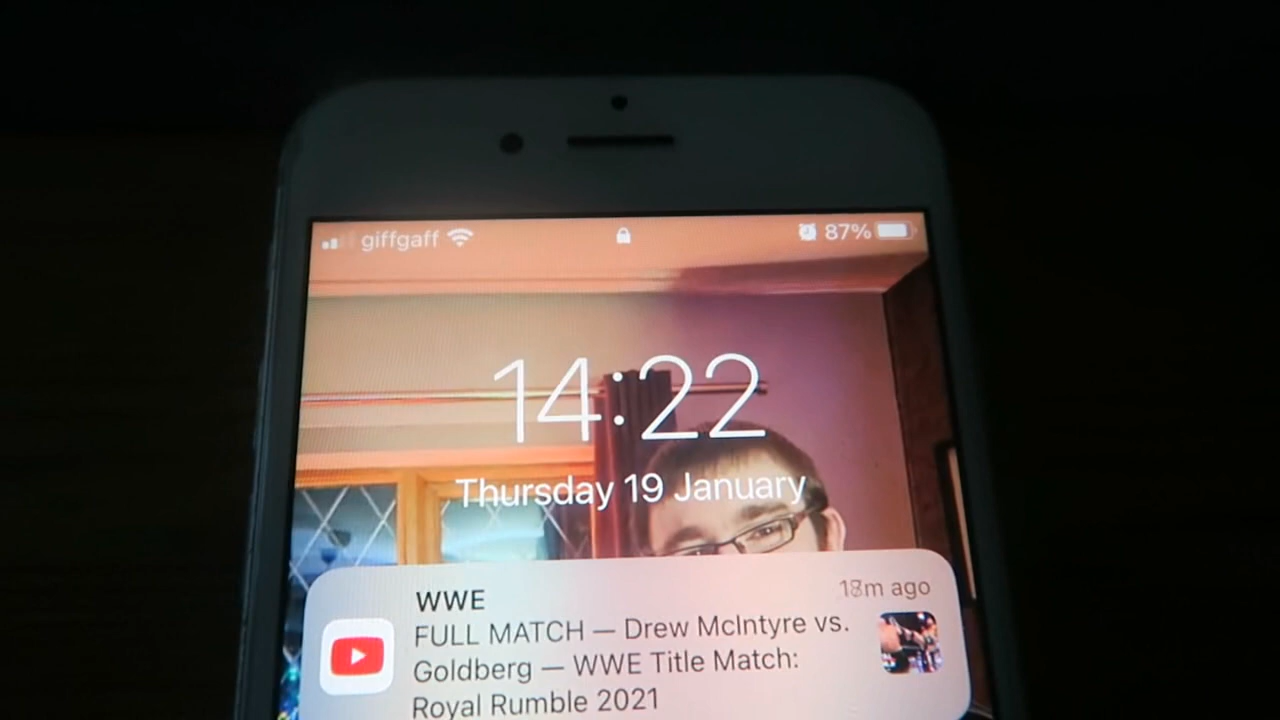 giffgaff 87%
14:22
Thursday 19 January
WWE 18m ago
FULL MATCH — Drew McIntyre vs.
Goldberg — WWE Title Match:
Royal Rumble 2021